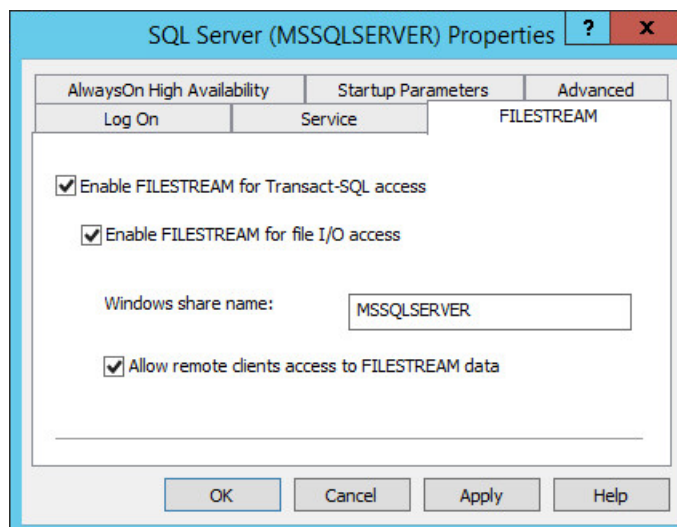 SQL Server (MSSQLSERVER) Properties ? x
AlwaysOn High Availability Startup Parameters Advanced
Log On Service FILESTREAM
Enable FILESTREAM for Transact-SQL access
Enable FILESTREAM for file I/O access
Windows share name: MSSQLSERVER
Allow remote clients access to FILESTREAM data
OK Cancel Apply Help